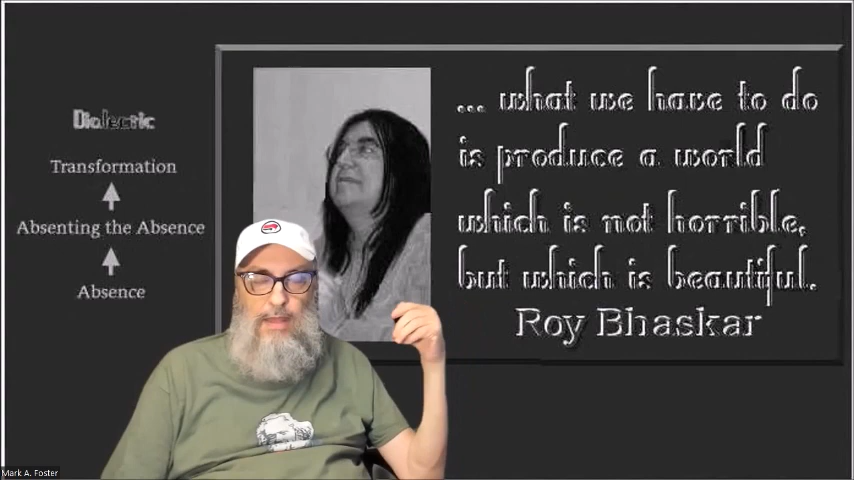 Dialectic
Transformation
Absenting the Absence
Absence
... what we have to do
is produce a world
which is not horrible,
but which is beautiful.
Roy Bhaskar
Mark A. Foster